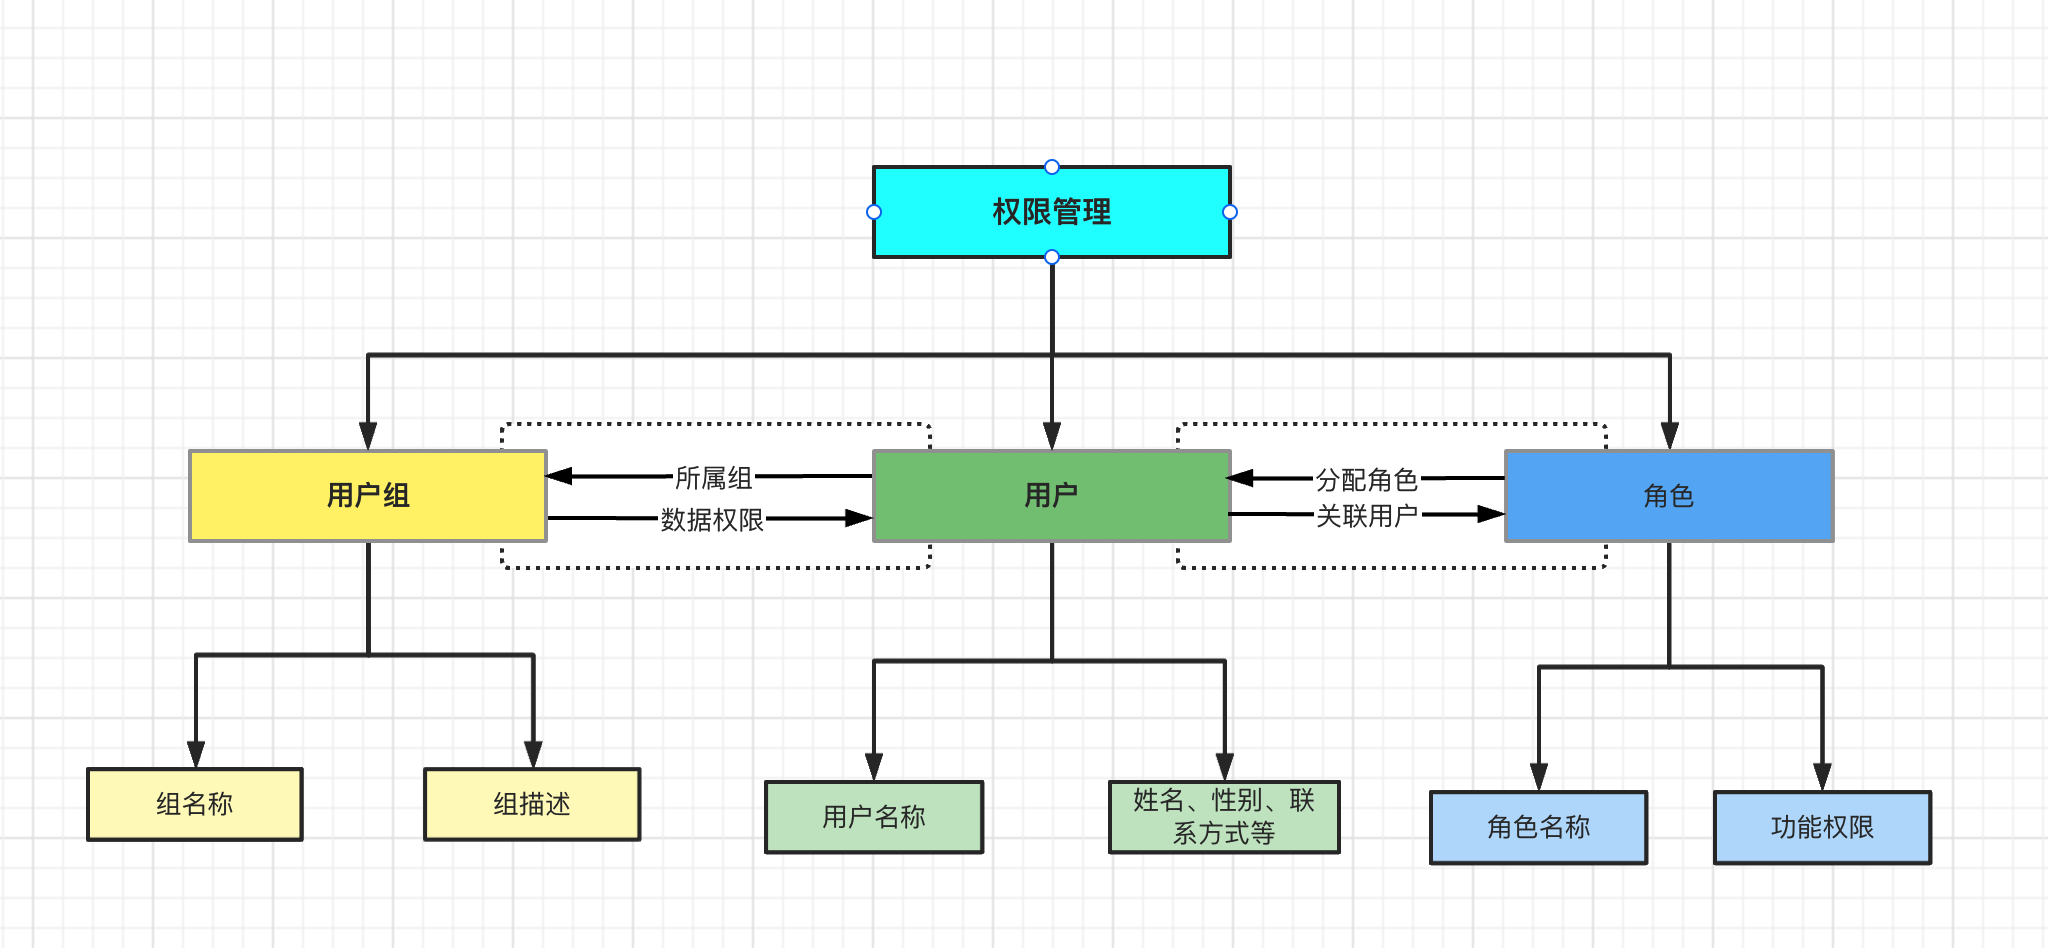 权限管理
用户组
所属组
数据权限
用户
分配角色
关联用户
角色
组名称
组描述
用户名称
姓名、性别、联
系方式等
角色名称
功能权限